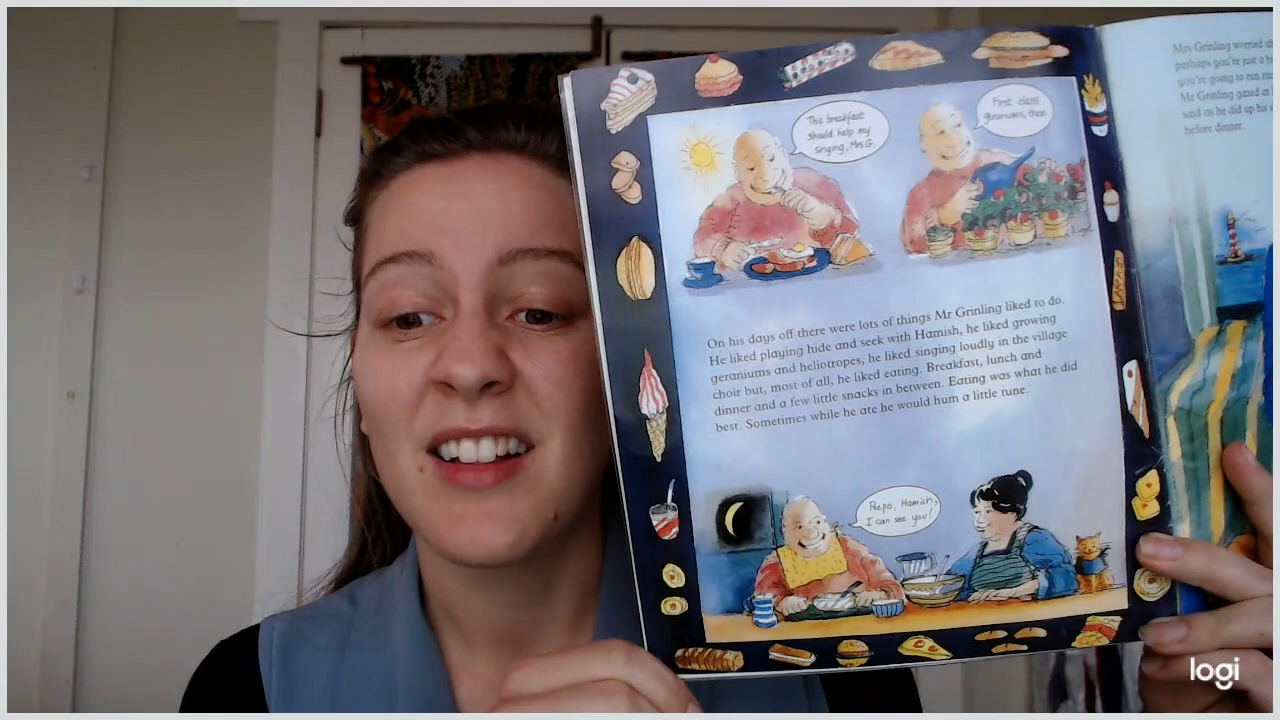 This breakfast
should help my
singing, Mrs G.
First class
geraniums, these
On his days off there were lots of things Mr Grinling liked to do.
He liked playing hide and seek with Hamish, he liked growing
geraniums and heliotropes, he liked singing loudly in the village
choir but, most of all, he liked eating. Breakfast, lunch and
dinner and a few little snacks in between. Eating was what he did
best. Sometimes while he ate he would hum a little tune.
Peepo, Hamish,
I can see you!
Mrs Grinling worried
perhaps you're just a
you're going to run
Mr Grinling gazed at
said as he did up his
before dinner.
logi